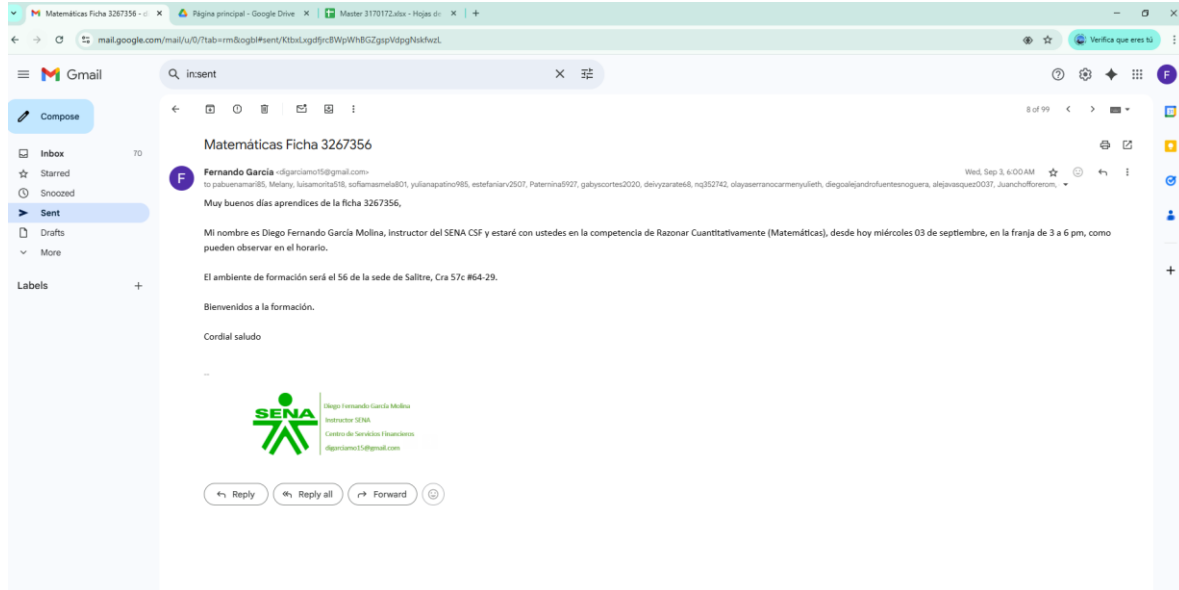 Matemáticas Ficha 3267356 - c
Página principal - Google Drive
Master 3170172.xlsx - Hojas de
mail.google.com/mail/u/0/?tab=rm&ogbl#sent/KtbxLxgdfjrcBWpWhBGZgspVdpgNskfwzL
Verifica que eres tú
Gmail
in:sent
F
Compose
8 of 99
Matemáticas Ficha 3267356
Inbox 70
Starred
Snoozed
Sent
Drafts
More
Labels
F
Fernando García <digarciamo15@gmail.com>
Wed, Sep 3, 6:00 AM
to pabuenamari85, Melany, luisamorita518, sofiamasmela801, yulianapatino985, estefaniarv2507, Paternina5927, gabyscortes2020, deivyzarate68, nq352742, olayaserranocarmenyulieth, diegoalejandrofuentesnoguera, alejavasquez0037, Juanchofforerom,
Muy buenos días aprendices de la ficha 3267356,
Mi nombre es Diego Fernando García Molina, instructor del SENA CSF y estaré con ustedes en la competencia de Razonar Cuantitativamente (Matemáticas), desde hoy miércoles 03 de septiembre, en la franja de 3 a 6 pm, como
pueden observar en el horario.
El ambiente de formación será el 56 de la sede de Salitre, Cra 57c #64-29.
Bienvenidos a la formación.
Cordial saludo
--
SENA
Diego Fernando García Molina
Instructor SENA
Centro de Servicios Financieros
digarciamo15@gmail.com
Reply
Reply all
Forward